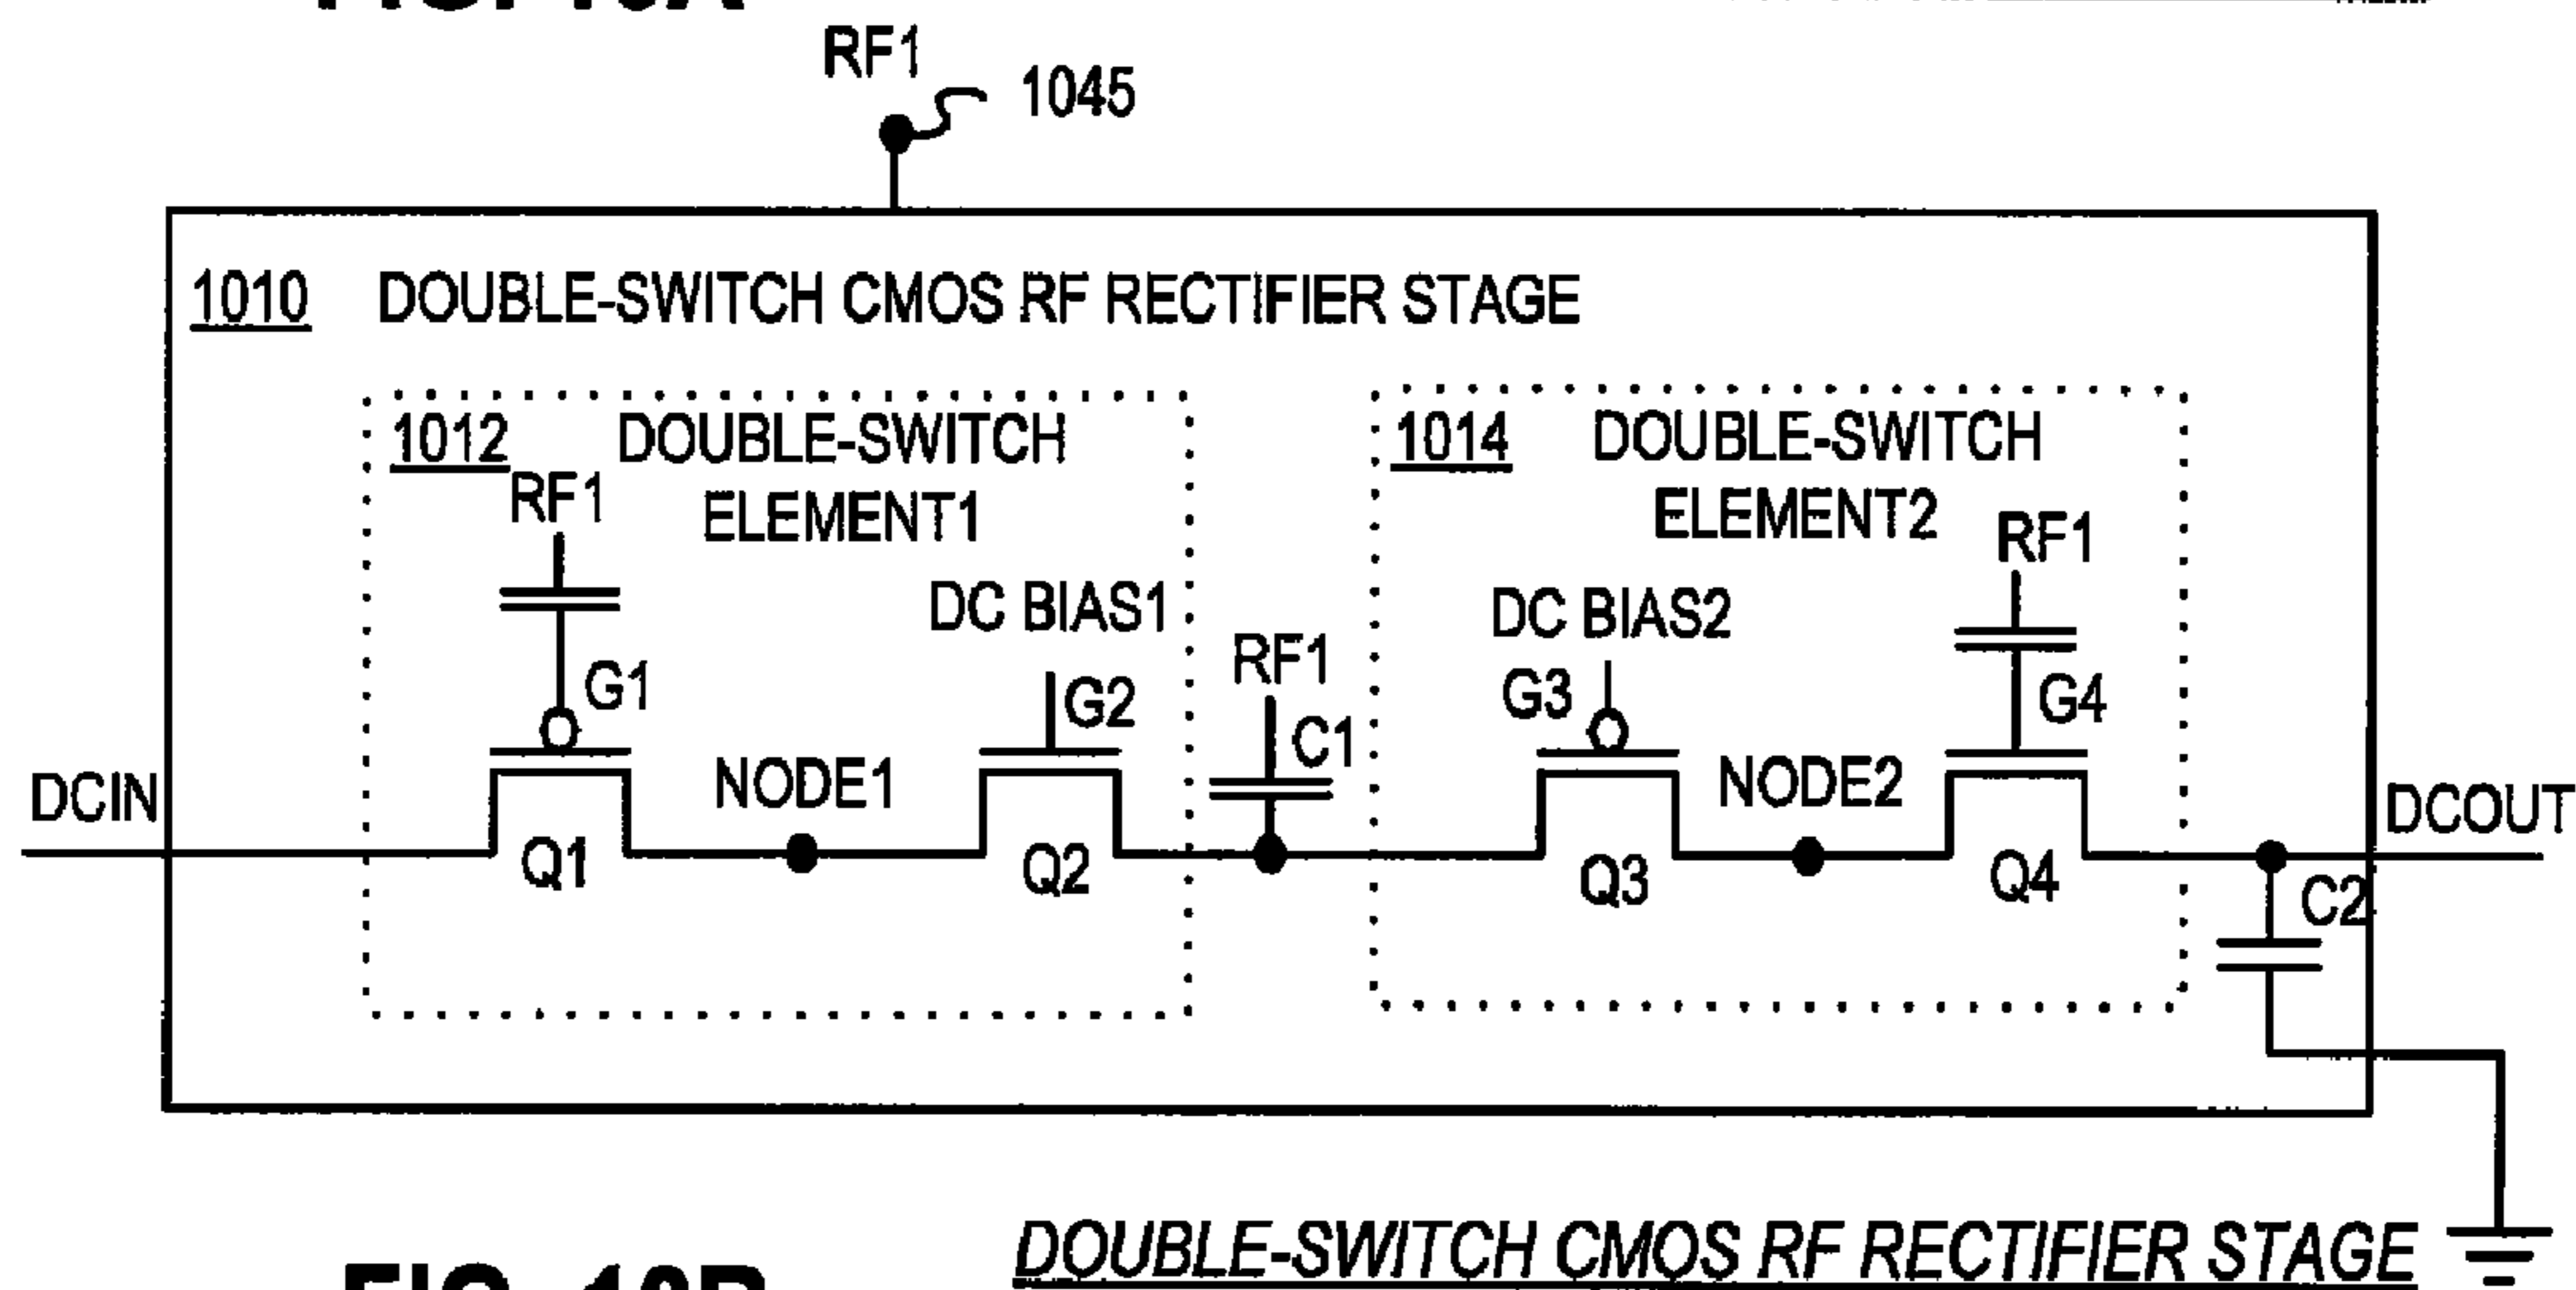 RF1
1045
1010 DOUBLE-SWITCH CMOS RF RECTIFIER STAGE
1012 DOUBLE-SWITCH
ELEMENT1
RF1
G1
DC BIAS1
G2
RF1
C1
1014 DOUBLE-SWITCH
ELEMENT2
RF1
DC BIAS2
G3
G4
DCIN
NODE1
NODE2
DCOUT
Q1
Q2
Q3
Q4
C2
DOUBLE-SWITCH CMOS RF RECTIFIER STAGE